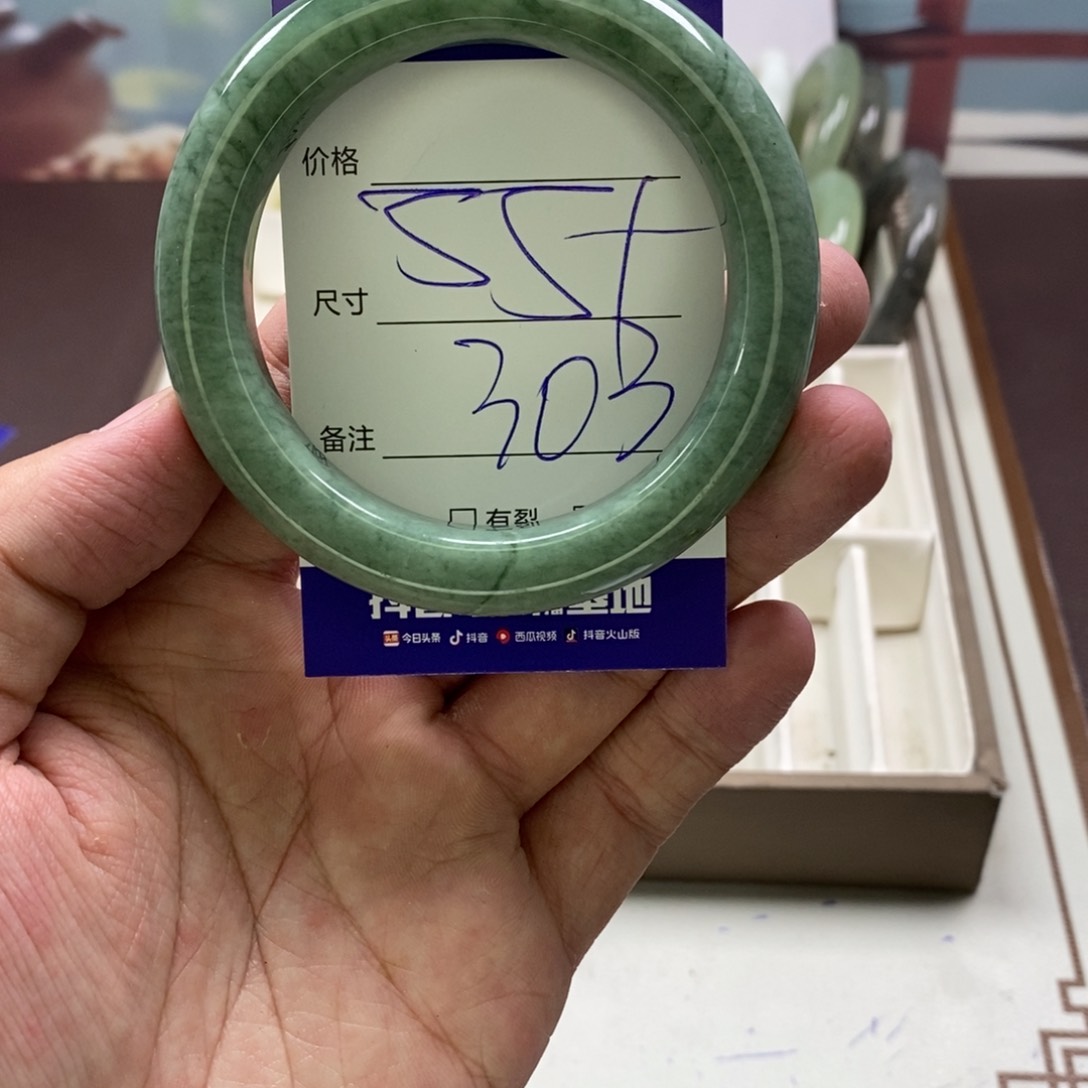 价格
55+
尺寸
303
备注
有裂
今日头条 抖音 西瓜视频 抖音火山版